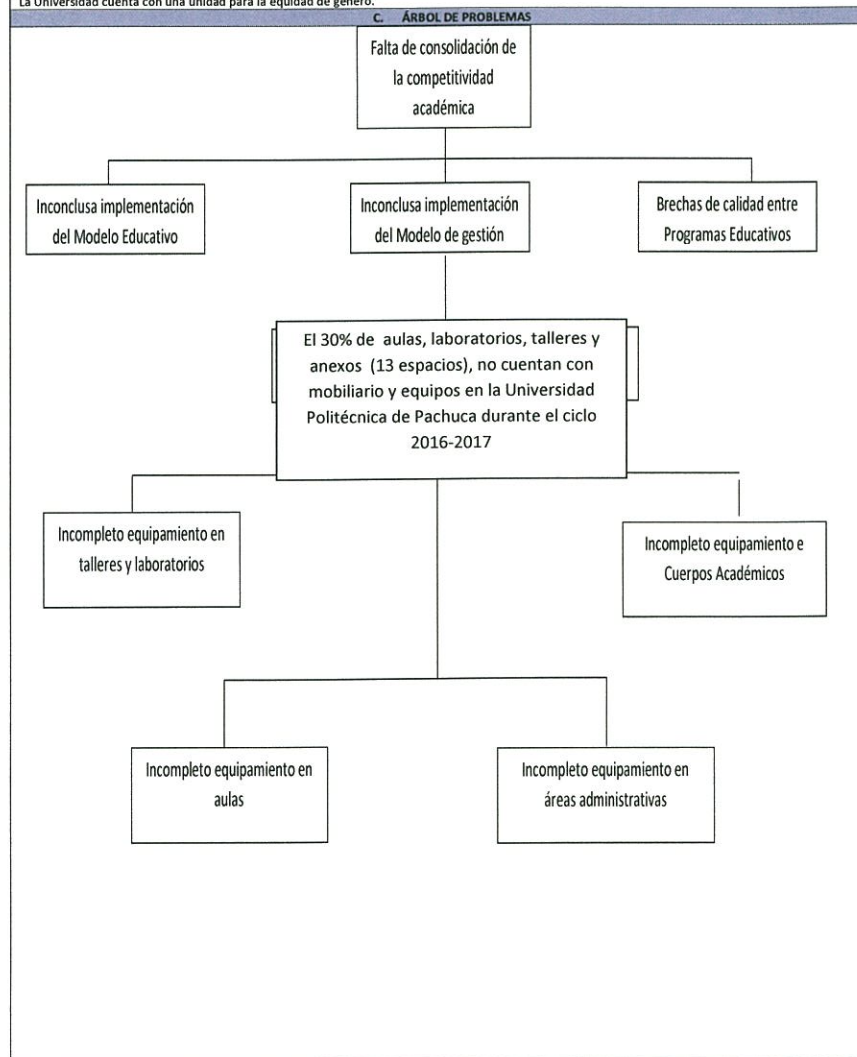 La Universidad cuenta con una unidad para la equidad de género.
C. ÁRBOL DE PROBLEMAS
Falta de consolidación de
la competitividad
académica
Inconclusa implementación
del Modelo Educativo
Inconclusa implementación
del Modelo de gestión
Brechas de calidad entre
Programas Educativos
El 30% de aulas, laboratorios, talleres y
anexos (13 espacios), no cuentan con
mobiliario y equipos en la Universidad
Politécnica de Pachuca durante el ciclo
2016-2017
Incompleto equipamiento en
talleres y laboratorios
Incompleto equipamiento e
Cuerpos Académicos
Incompleto equipamiento en
aulas
Incompleto equipamiento en
áreas administrativas